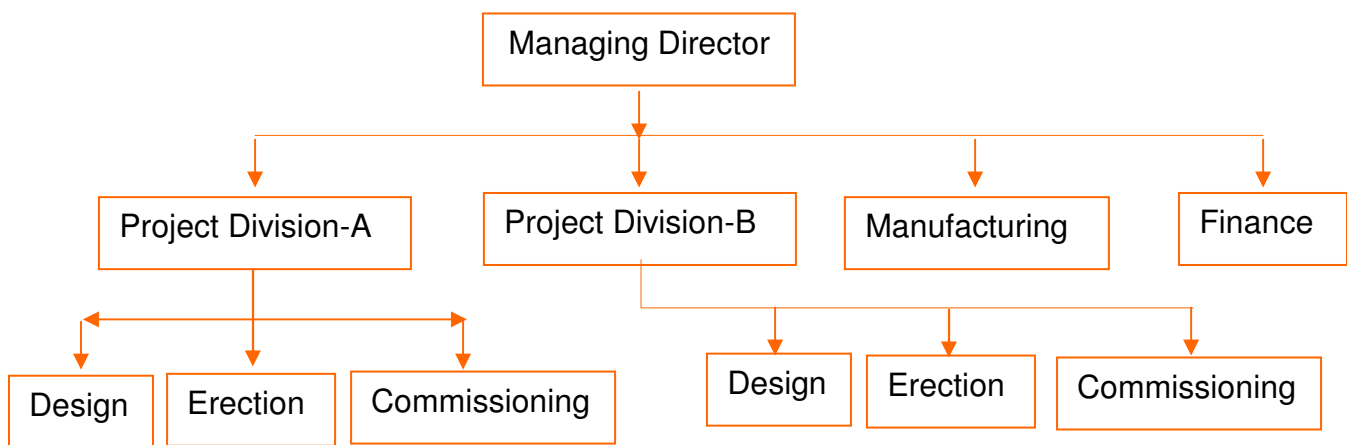 Managing Director
Project Division-A
Project Division-B
Manufacturing
Finance
Design
Erection
Commissioning
Design
Erection
Commissioning